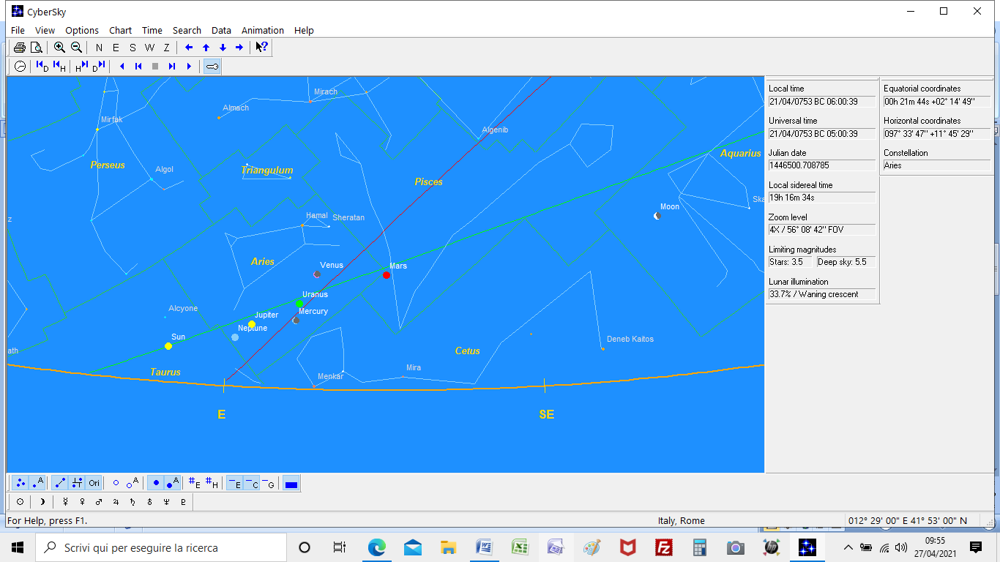 CyberSky
File View Options Chart Time Search Data Animation Help
N E S W Z
D H H D
Mirach
Almach
Mirfak
Algenib
Perseus
Algol
Triangulum
Aquarius
Pisces
Moon
Ska
z
Hamal Sheratan
Aries
Venus
Mars
Uranus
Mercury
Alcyone
Jupiter
Neptune
Sun
Deneb Kaitos
ath
Cetus
Taurus
Menkar
Mira
E
SE
Local time
21/04/0753 BC 06:00:39
Universal time
21/04/0753 BC 05:00:39
Julian date
1446500.708785
Local sidereal time
19h 16m 34s
Zoom level
4X / 56° 08' 42" FOV
Limiting magnitudes
Stars: 3.5 Deep sky: 5.5
Lunar illumination
33.7% / Waning crescent
Equatorial coordinates
00h 21m 44s +02° 14' 49"
Horizontal coordinates
097° 33' 47" +11° 45' 29"
Constellation
Aries
A Ori A A E H E C G
For Help, press F1.
Italy, Rome
012° 29' 00" E 41° 53' 00" N
Scrivi qui per eseguire la ricerca
hp
09:55
27/04/2021